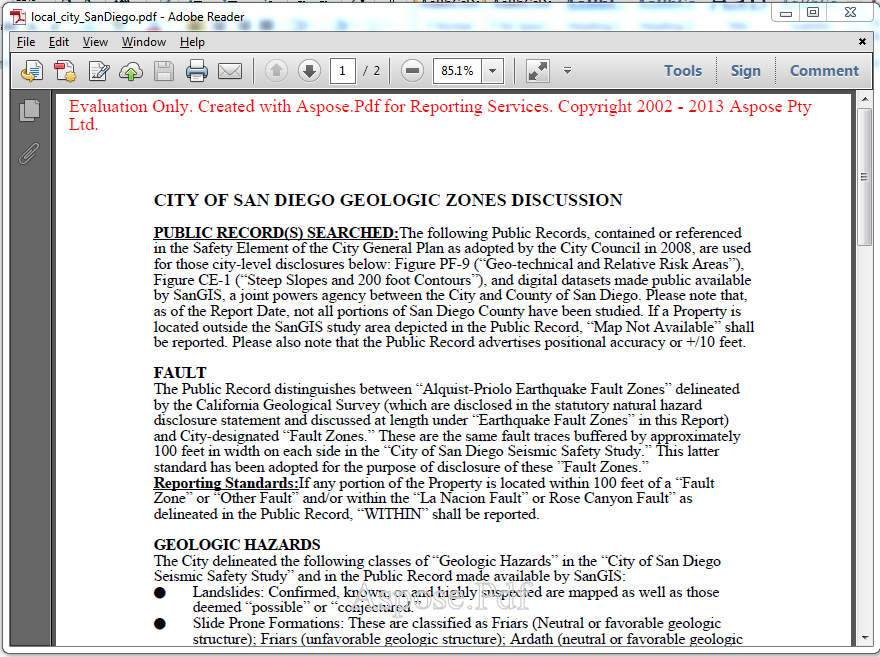 local_city_SanDiego.pdf - Adobe Reader
File Edit View Window Help
1 / 2 85.1% Tools Sign Comment
Evaluation Only. Created with Aspose.Pdf for Reporting Services. Copyright 2002 - 2013 Aspose Pty
Ltd.
CITY OF SAN DIEGO GEOLOGIC ZONES DISCUSSION
PUBLIC RECORD(S) SEARCHED:The following Public Records, contained or referenced
in the Safety Element of the City General Plan as adopted by the City Council in 2008, are used
for those city-level disclosures below: Figure PF-9 (“Geo-technical and Relative Risk Areas”),
Figure CE-1 (“Steep Slopes and 200 foot Contours”), and digital datasets made public available
by SanGIS, a joint powers agency between the City and County of San Diego. Please note that,
as of the Report Date, not all portions of San Diego County have been studied. If a Property is
located outside the SanGIS study area depicted in the Public Record, “Map Not Available” shall
be reported. Please also note that the Public Record advertises positional accuracy or +/10 feet.
FAULT
The Public Record distinguishes between “Alquist-Priolo Earthquake Fault Zones” delineated
by the California Geological Survey (which are disclosed in the statutory natural hazard
disclosure statement and discussed at length under “Earthquake Fault Zones” in this Report)
and City-designated “Fault Zones.” These are the same fault traces buffered by approximately
100 feet in width on each side in the “City of San Diego Seismic Safety Study.” This latter
standard has been adopted for the purpose of disclosure of these ”Fault Zones.”
Reporting Standards:If any portion of the Property is located within 100 feet of a “Fault
Zone” or “Other Fault” and/or within the “La Nacion Fault” or Rose Canyon Fault” as
delineated in the Public Record, “WITHIN” shall be reported.
GEOLOGIC HAZARDS
The City delineated the following classes of “Geologic Hazards” in the “City of San Diego
Seismic Safety Study” and in the Public Record made available by SanGIS:
● Landslides: Confirmed, known, or and highly suspected are mapped as well as those
deemed “possible” or “conjectured.”
Aspose.Pdf
● Slide Prone Formations: These are classified as Friars (Neutral or favorable geologic
structure); Friars (unfavorable geologic structure); Ardath (neutral or favorable geologic